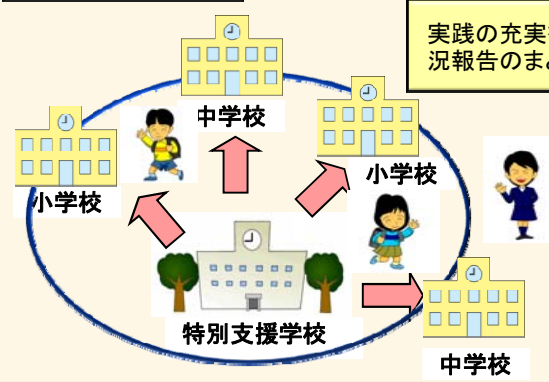 実践の充実
況報告のま
中学校
小学校
小学校
特別支援学校
中学校